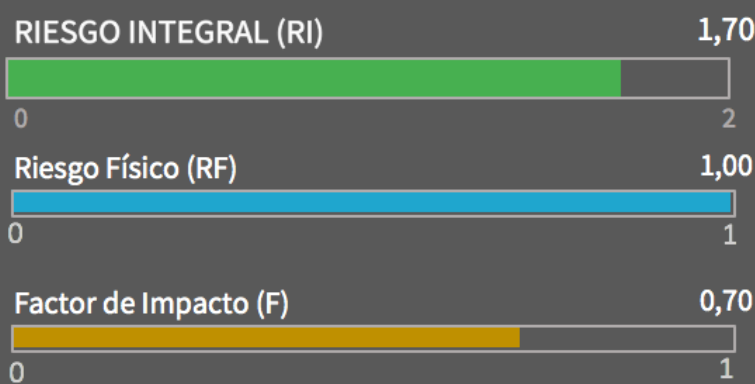 RIESGO INTEGRAL (RI) 1,70
0 2
Riesgo Físico (RF) 1,00
0 1
Factor de Impacto (F) 0,70
0 1